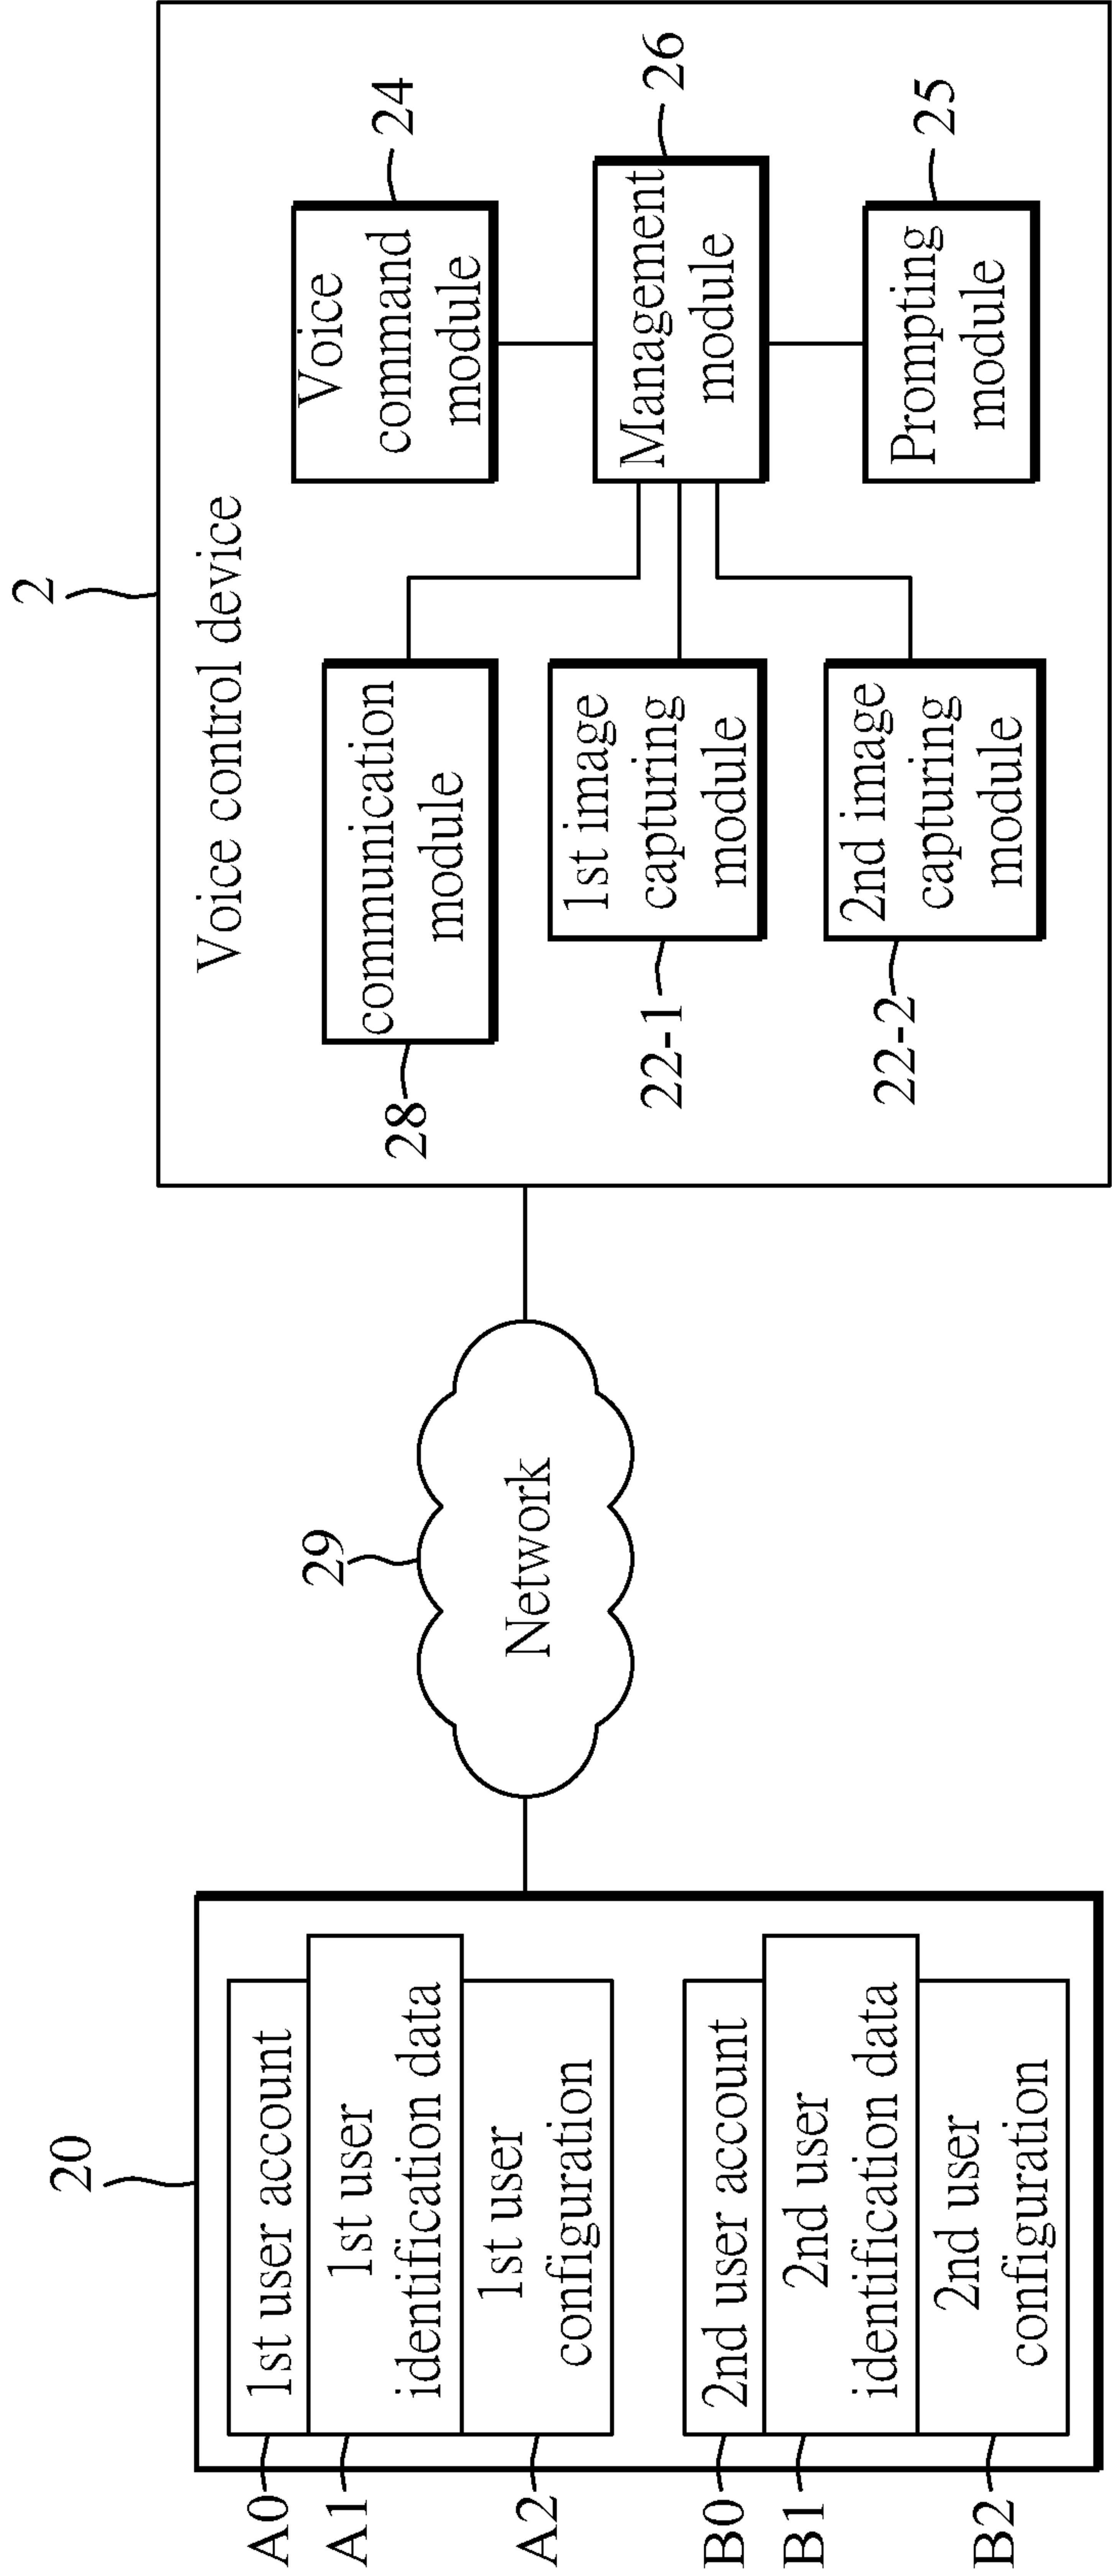 20
A0
1st user account
A1
1st user
identification data
A2
1st user
configuration
B0
2nd user account
B1
2nd user
identification data
B2
2nd user
configuration
29
Network
2
Voice control device
28
communication
module
22-1
1st image
capturing
module
22-2
2nd image
capturing
module
Voice
command
module
24
Management
module
26
Prompting
module
25